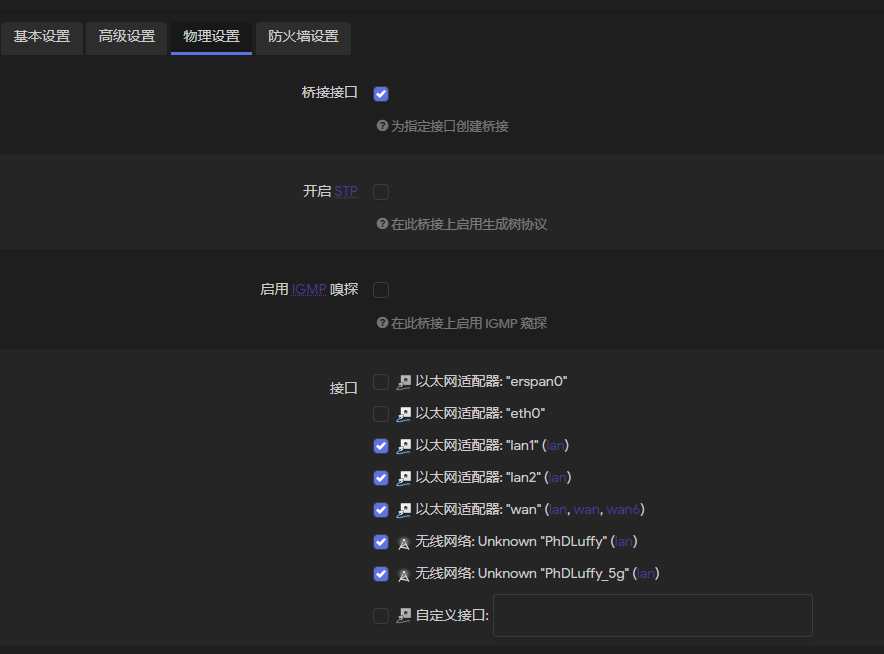 基本设置 高级设置 物理设置 防火墙设置
桥接接口
为指定接口创建桥接
开启 STP
在此桥接上启用生成树协议
启用 IGMP 嗅探
在此桥接上启用 IGMP 窥探
接口
以太网适配器: "erspan0"
以太网适配器: "eth0"
以太网适配器: "lan1" (lan)
以太网适配器: "lan2" (lan)
以太网适配器: "wan" (lan, wan, wan6)
无线网络: Unknown "PhDLuffy" (lan)
无线网络: Unknown "PhDLuffy_5g" (lan)
自定义接口: